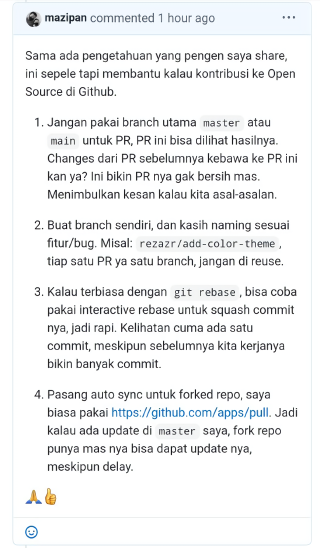 mazipan commented 1 hour ago
Sama ada pengetahuan yang pengen saya share,
ini sepele tapi membantu kalau kontribusi ke Open
Source di Github.
1. Jangan pakai branch utama master atau
main untuk PR, PR ini bisa dilihat hasilnya.
Changes dari PR sebelumnya kebawa ke PR ini
kan ya? Ini bikin PR nya gak bersih mas.
Menimbulkan kesan kalau kita asal-asalan.
2. Buat branch sendiri, dan kasih naming sesuai
fitur/bug. Misal: rezazr/add-color-theme ,
tiap satu PR ya satu branch, jangan di reuse.
3. Kalau terbiasa dengan git rebase , bisa coba
pakai interactive rebase untuk squash commit
nya, jadi rapi. Kelihatan cuma ada satu
commit, meskipun sebelumnya kita kerjanya
bikin banyak commit.
4. Pasang auto sync untuk forked repo, saya
biasa pakai https://github.com/apps/pull. Jadi
kalau ada update di master saya, fork repo
punya mas nya bisa dapat update nya,
meskipun delay.
🙏👍